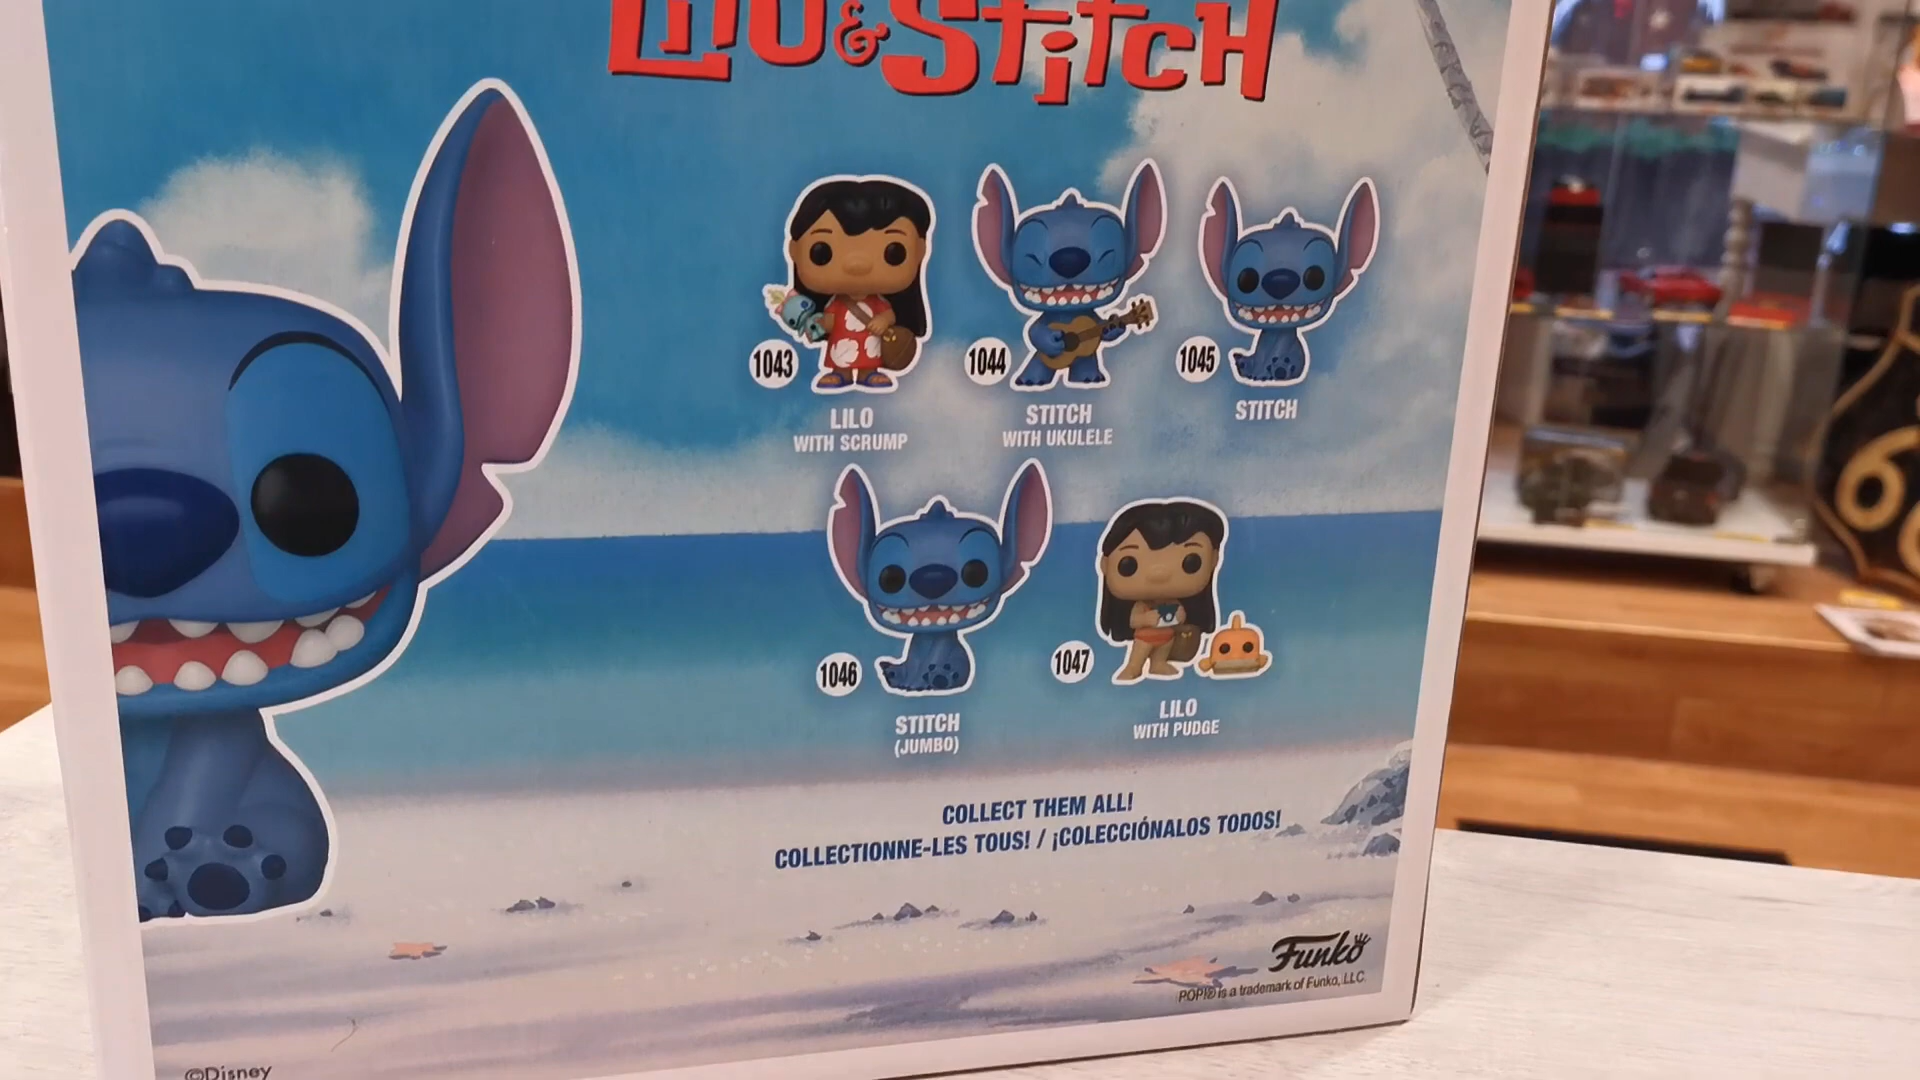 LILO & STITCH
1043
1044
1045
LILO
WITH SCRUMP
STITCH
WITH UKULELE
STITCH
1046
1047
STITCH
(JUMBO)
LILO
WITH PUDGE
COLLECT THEM ALL!
COLLECTIONNE-LES TOUS! / ¡COLECCIÓNALOS TODOS!
Funko
POP!® is a trademark of Funko, LLC
©Disney
6